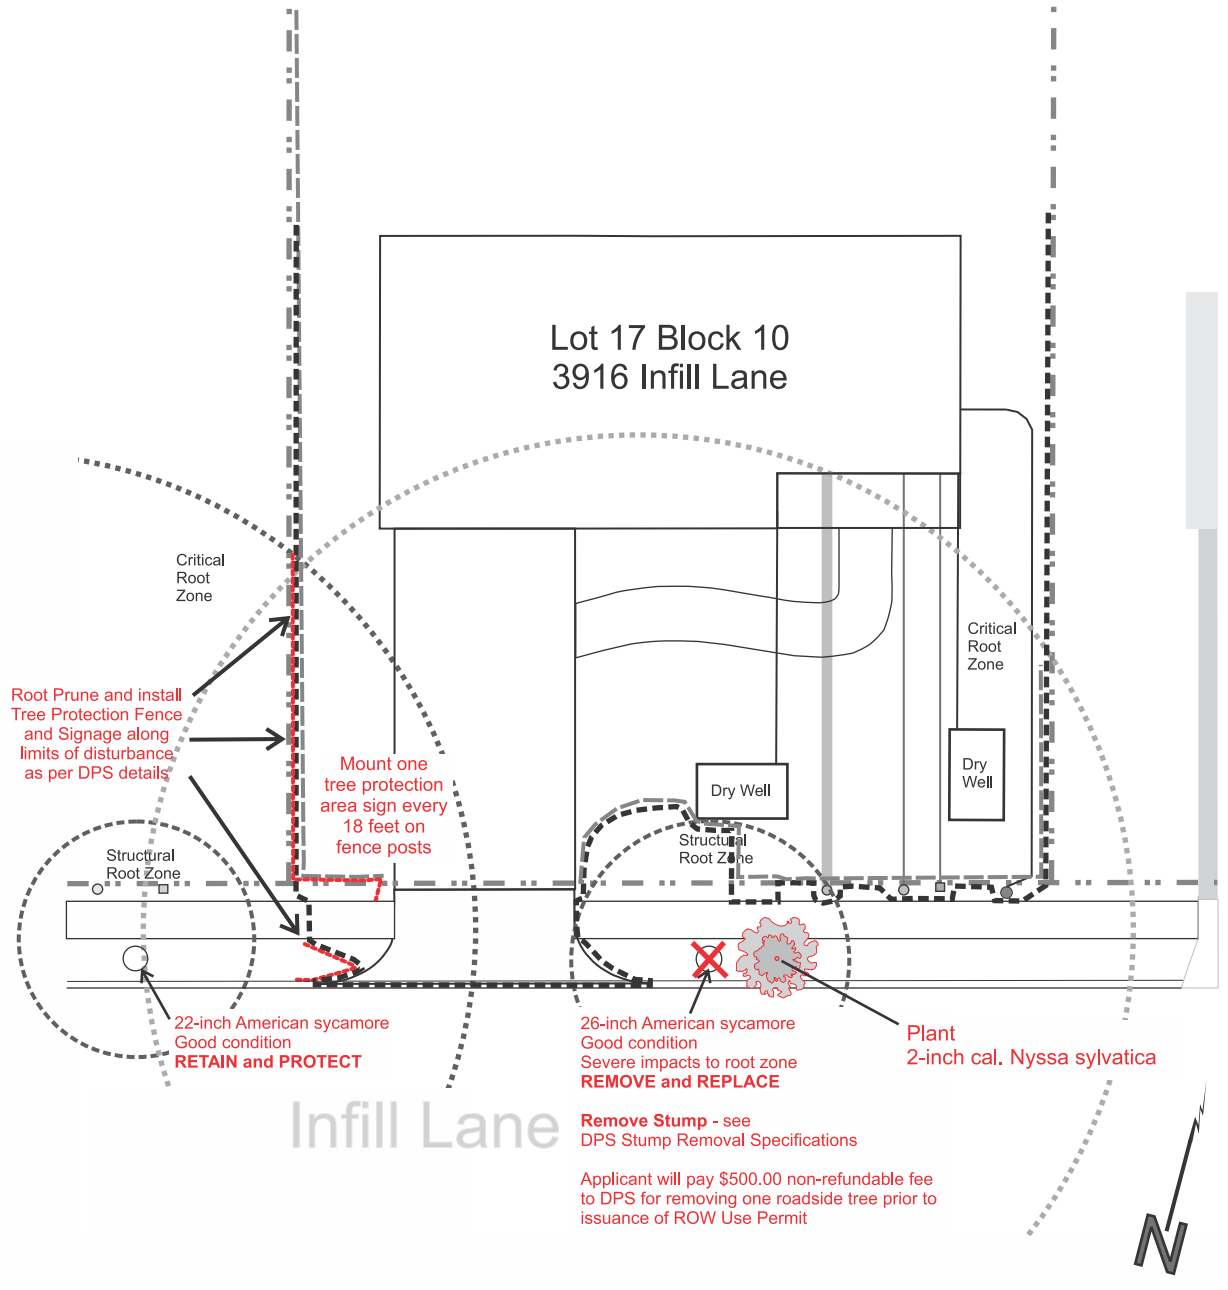 Lot 17 Block 10
3916 Infill Lane
Critical
Root
Zone
Critical
Root
Zone
Root Prune and install
Tree Protection Fence
and Signage along
limits of disturbance
as per DPS details
Mount one
tree protection
area sign every
18 feet on
fence posts
Dry Well
Dry
Well
Structural
Root Zone
Structural
Root Zone
22-inch American sycamore
Good condition
RETAIN and PROTECT
26-inch American sycamore
Good condition
Severe impacts to root zone
REMOVE and REPLACE
Plant
2-inch cal. Nyssa sylvatica
Infill Lane
Remove Stump - see
DPS Stump Removal Specifications
Applicant will pay $500.00 non-refundable fee
to DPS for removing one roadside tree prior to
issuance of ROW Use Permit
N